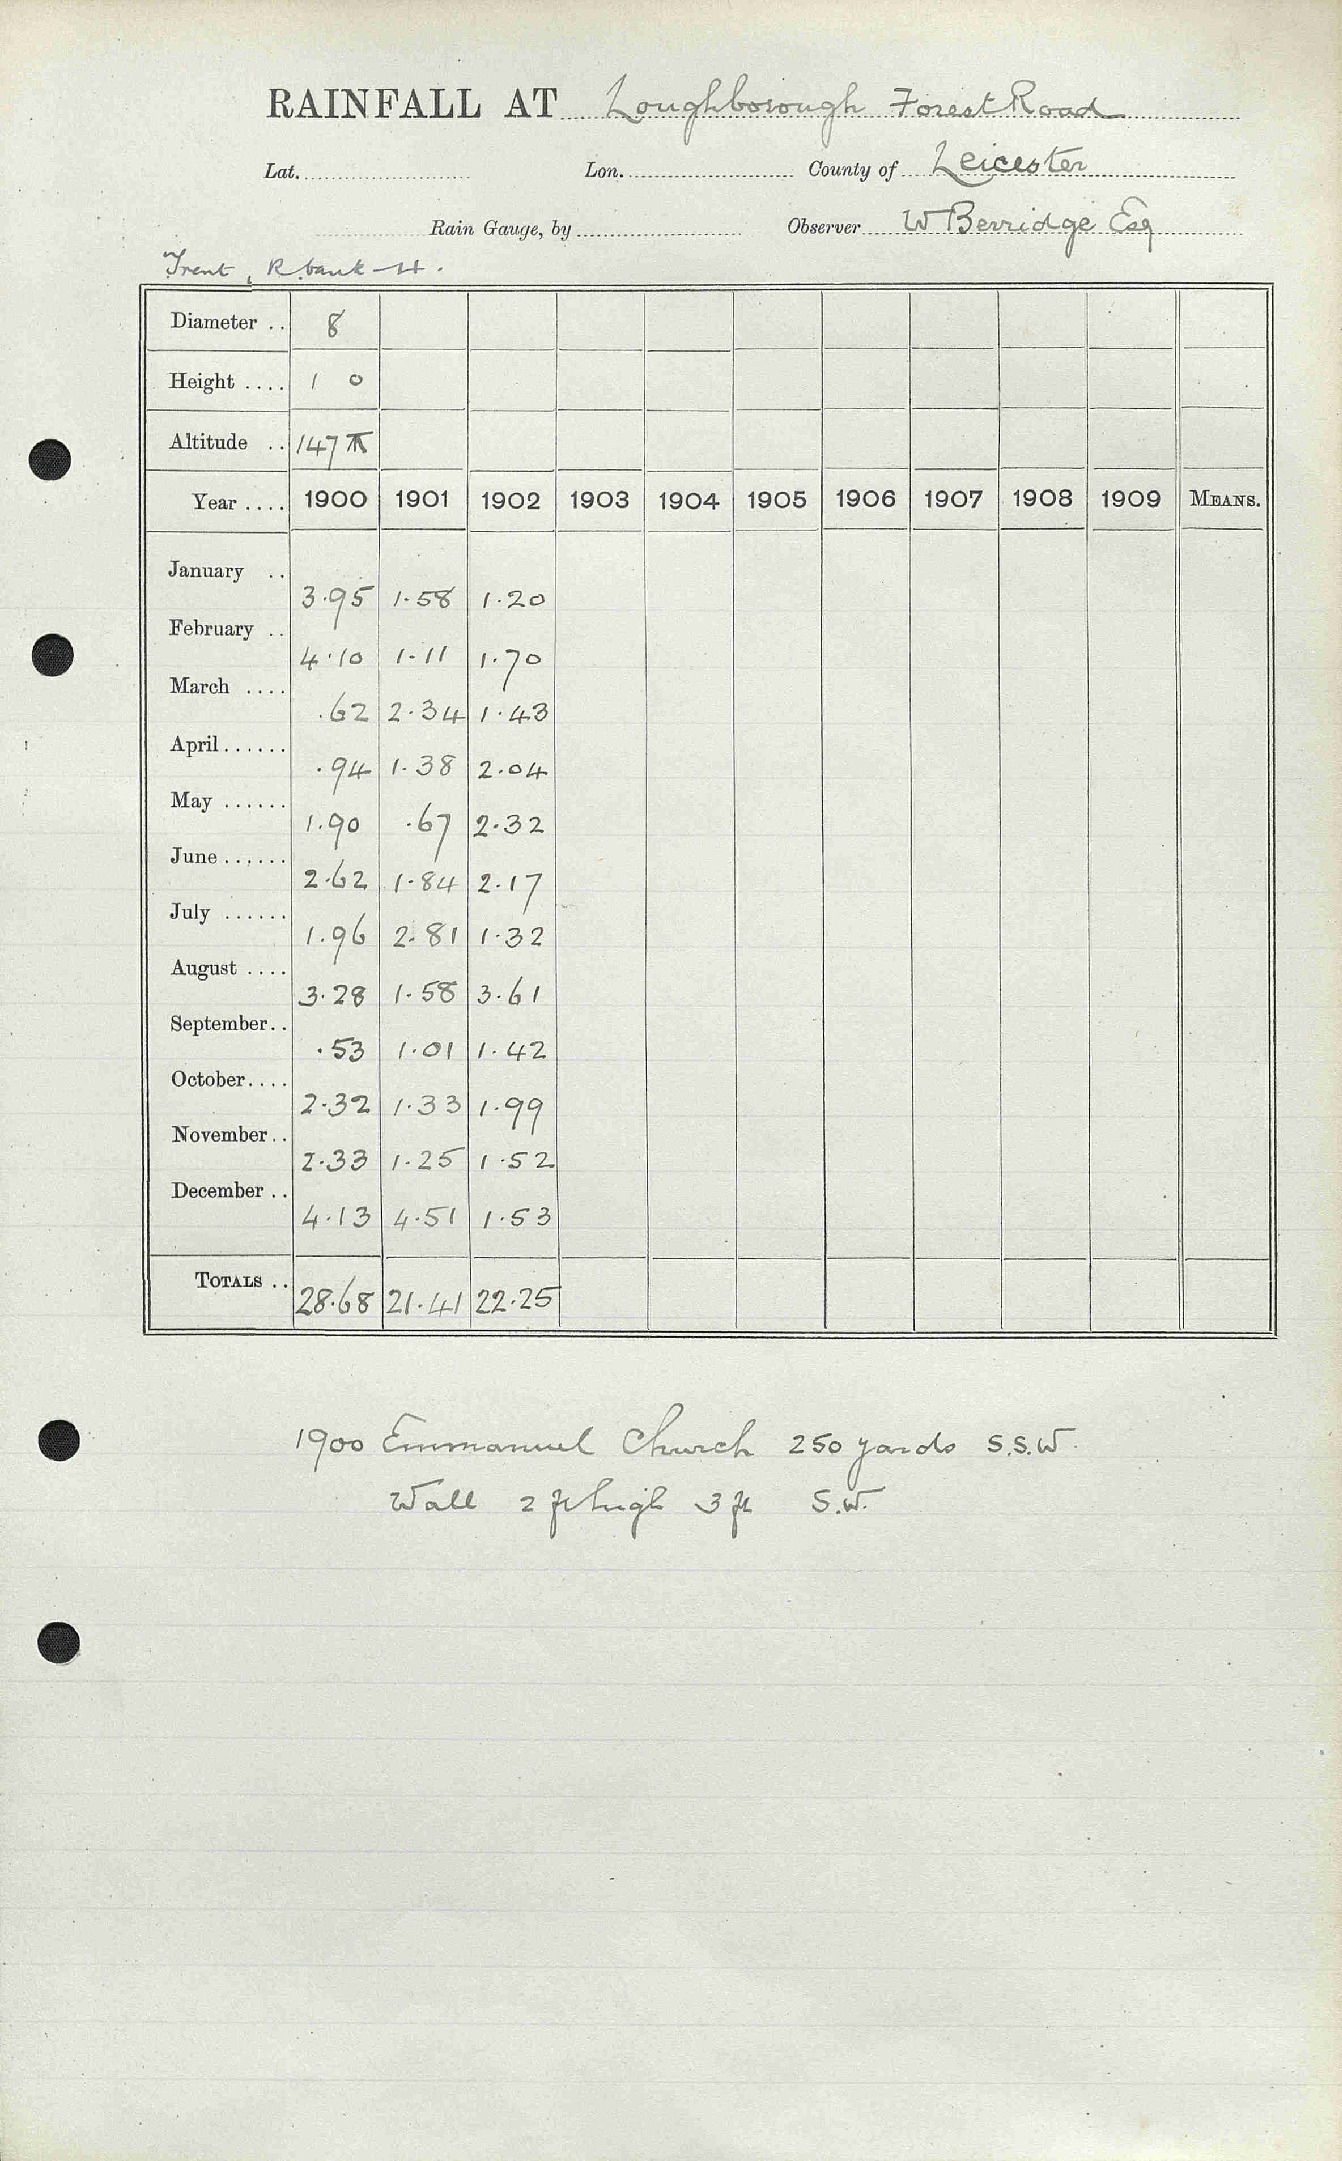 RAINFALL AT Loughborough Forest Road
Lat. Lon. County of Leicester
Rain Gauge, by Observer W Berridge Esq
Trent, R bank
Diameter .. 8
Height .... 1 0
Altitude .. 147
Year .... 1900 1901 1902 1903 1904 1905 1906 1907 1908 1909 MEANS.
January .. 3.95 1.58 1.20
February .. 4.10 1.11 1.70
March .... .62 2.34 1.43
April ...... .94 1.38 2.04
May ...... 1.90 .67 2.32
June ...... 2.62 1.84 2.17
July ...... 1.96 2.81 1.32
August .... 3.28 1.58 3.61
September.. .53 1.01 1.42
October.... 2.32 1.33 1.99
November.. 2.33 1.25 1.52
December .. 4.13 4.51 1.53
TOTALS .. 28.68 21.41 22.25
1900 Emmanuel Church 250 yards S.S.W.
Wall 2 ft high 3 ft S.W.